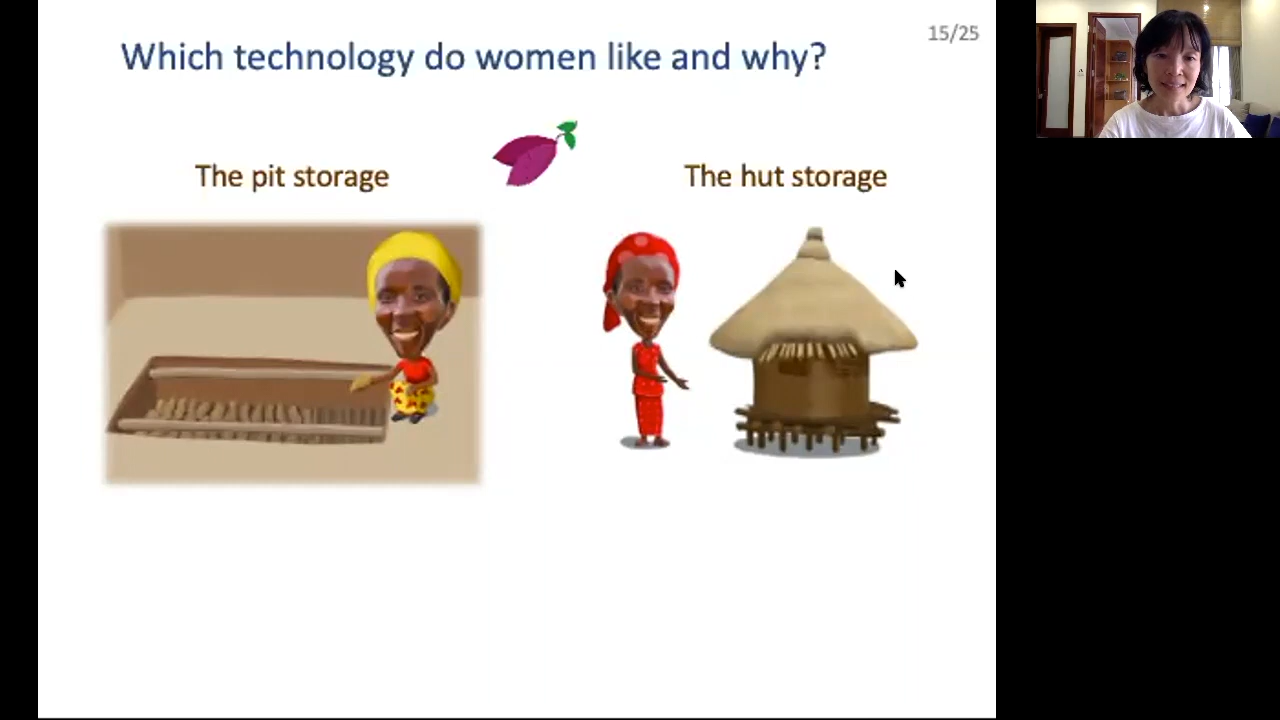 15/25
Which technology do women like and why?
The pit storage
The hut storage